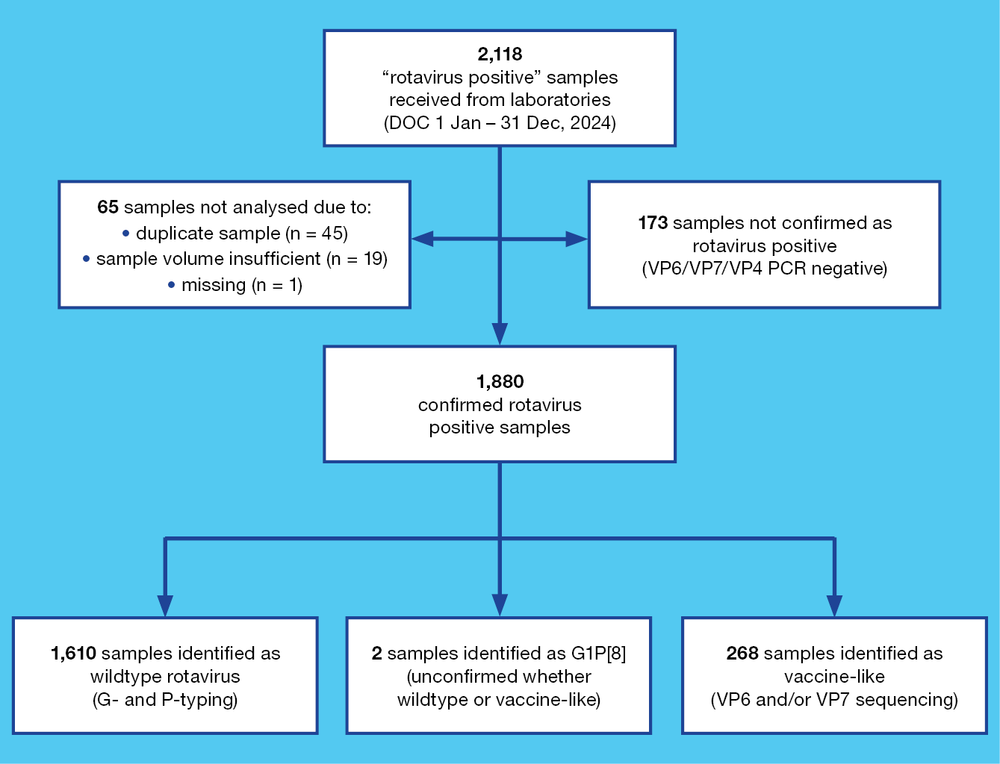 2,118
“rotavirus positive” samples
received from laboratories
(DOC 1 Jan – 31 Dec, 2024)
65 samples not analysed due to:
• duplicate sample (n = 45)
• sample volume insufficient (n = 19)
• missing (n = 1)
173 samples not confirmed as
rotavirus positive
(VP6/VP7/VP4 PCR negative)
1,880
confirmed rotavirus
positive samples
1,610 samples identified as
wildtype rotavirus
(G- and P-typing)
2 samples identified as G1P[8]
(unconfirmed whether
wildtype or vaccine-like)
268 samples identified as
vaccine-like
(VP6 and/or VP7 sequencing)